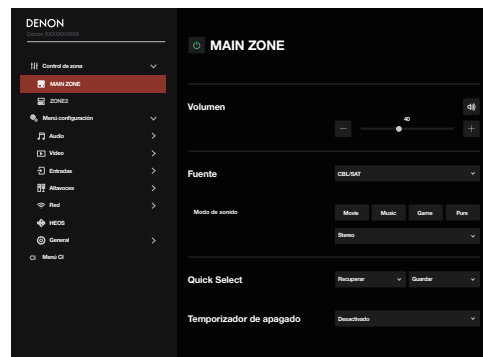 DENON
MAIN ZONE
Control de zona
MAIN ZONE
ZONE2
Menú configuración
Audio
Vídeo
Entradas
Altavoces
Red
HEOS
General
CI Menú CI
Volumen
40
Fuente
CBL/SAT
Modo de sonido
Movie Music Game Pure
Stereo
Quick Select
Recuperar Guardar
Temporizador de apagado
Desactivado